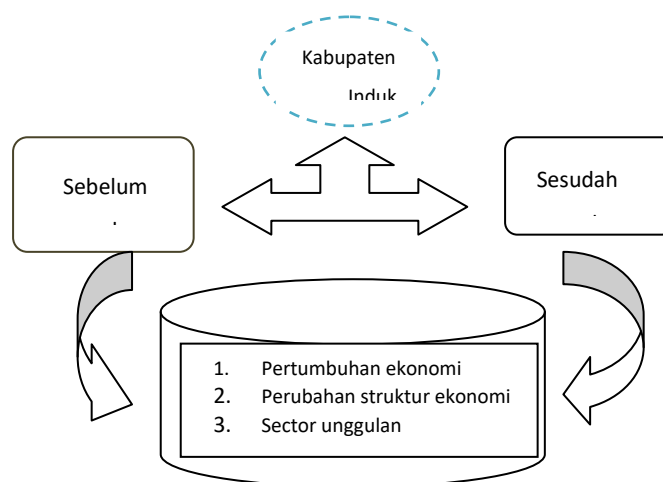 Kabupaten
Induk
Sebelum
Sesudah
1. Pertumbuhan ekonomi
2. Perubahan struktur ekonomi
3. Sector unggulan